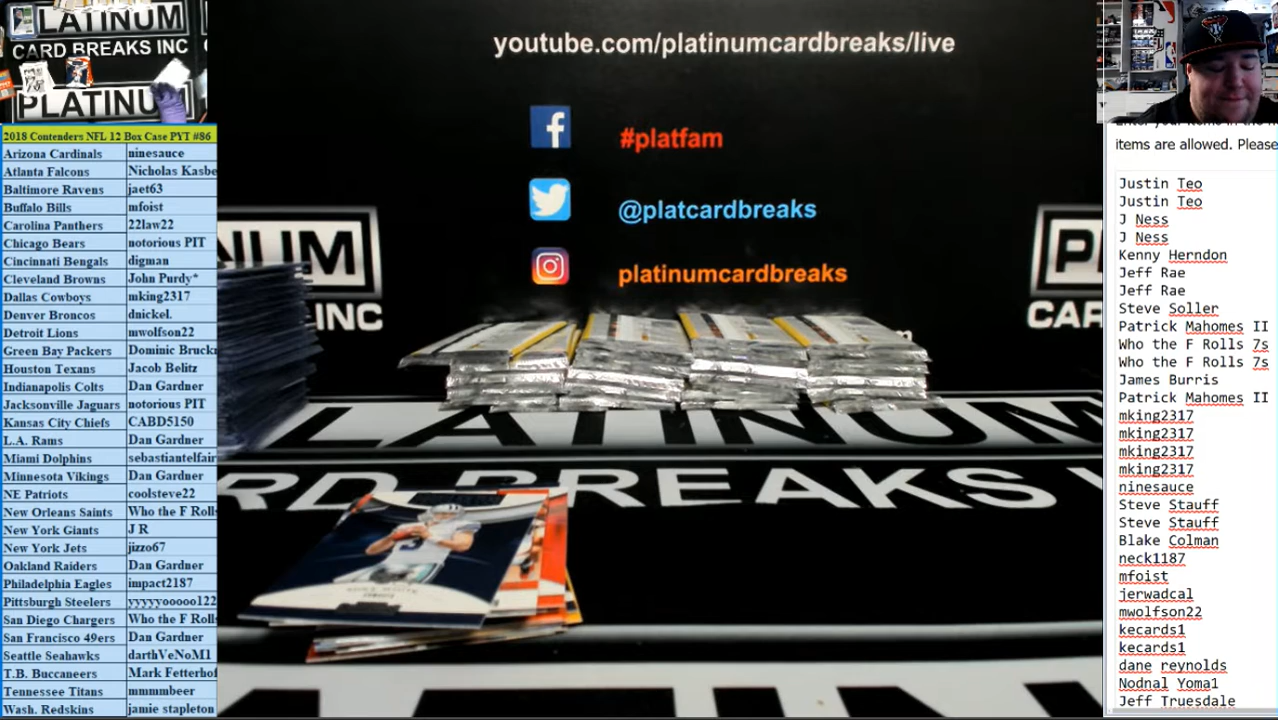 PLATINUM
CARD BREAKS INC
PLATINUM
2018 Contenders NFL 12 Box Case PYT #86
Arizona Cardinals ninesauce
Atlanta Falcons Nicholas Kasbe
Baltimore Ravens jaet63
Buffalo Bills mfoist
Carolina Panthers 22law22
Chicago Bears notorious PIT
Cincinnati Bengals digman
Cleveland Browns John Purdy*
Dallas Cowboys mking2317
Denver Broncos dnickel.
Detroit Lions mwolfson22
Green Bay Packers Dominic Bruckn
Houston Texans Jacob Belitz
Indianapolis Colts Dan Gardner
Jacksonville Jaguars notorious PIT
Kansas City Chiefs CABD5150
L.A. Rams Dan Gardner
Miami Dolphins sebastiantelfair
Minnesota Vikings Dan Gardner
NE Patriots coolsteve22
New Orleans Saints Who the F Rolls
New York Giants J R
New York Jets jizzo67
Oakland Raiders Dan Gardner
Philadelphia Eagles impact2187
Pittsburgh Steelers yyyyyooooo122
San Diego Chargers Who the F Rolls
San Francisco 49ers Dan Gardner
Seattle Seahawks darthVeNoM1
T.B. Buccaneers Mark Fetterhof
Tennessee Titans mmmmbeer
Wash. Redskins jamie stapleton
youtube.com/platinumcardbreaks/live
#platfam
@platcardbreaks
platinumcardbreaks
NUM
INC
PL
CAR
PLATINUM
RD BREAKS
items are allowed. Please
Justin Teo
Justin Teo
J Ness
J Ness
Kenny Herndon
Jeff Rae
Jeff Rae
Steve Soller
Patrick Mahomes II
Who the F Rolls 7s
Who the F Rolls 7s
James Burris
Patrick Mahomes II
mking2317
mking2317
mking2317
mking2317
ninesauce
Steve Stauff
Steve Stauff
Blake Colman
neck1187
mfoist
jerwadcal
mwolfson22
kecards1
kecards1
dane reynolds
Nodnal Yoma1
Jeff Truesdale